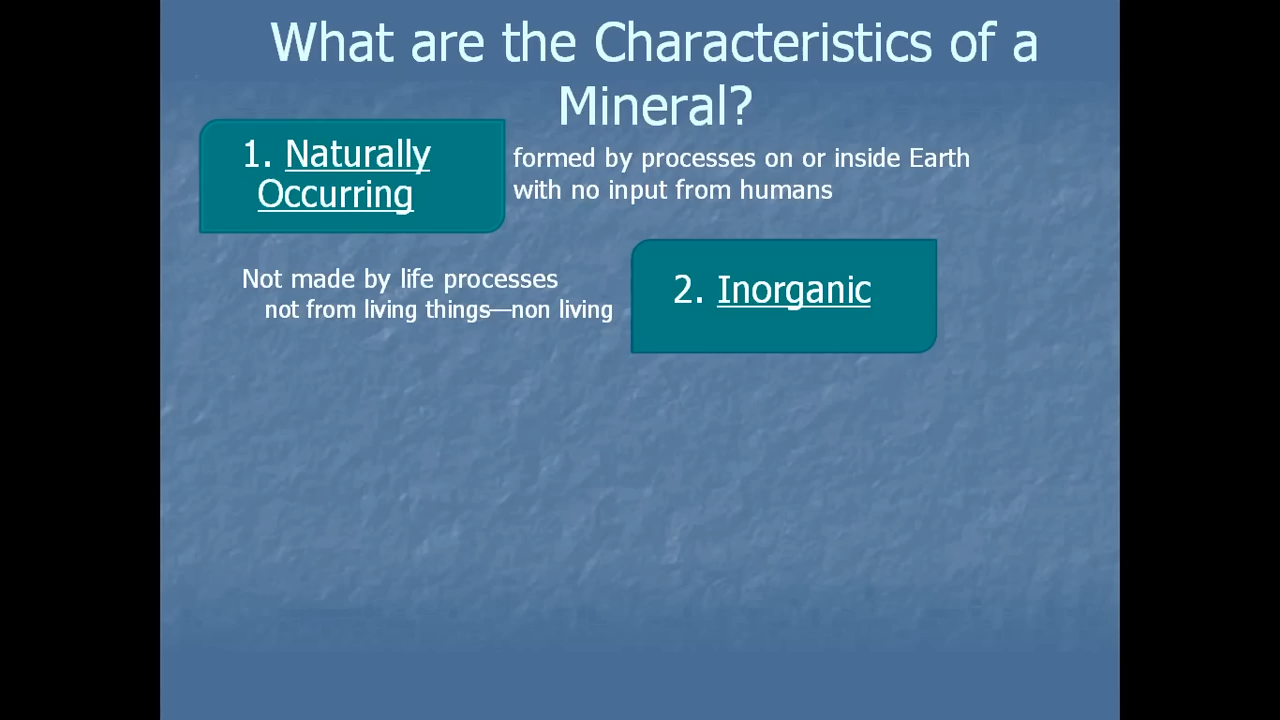 What are the Characteristics of a
Mineral?
1. Naturally
Occurring
formed by processes on or inside Earth
with no input from humans
Not made by life processes
not from living things—non living
2. Inorganic